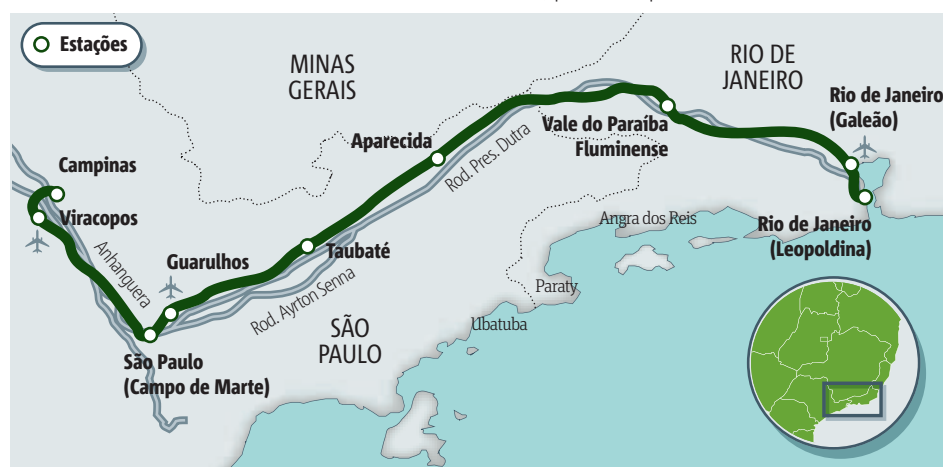 Estações
MINAS
GERAIS
RIO DE
JANEIRO
Rio de Janeiro
(Galeão)
Aparecida
Rod. Pres. Dutra
Vale do Paraíba
Fluminense
Campinas
Viracopos
Anhanguera
Guarulhos
Taubaté
Rod. Ayrton Senna
Angra dos Reis
Rio de Janeiro
(Leopoldina)
Paraty
Ubatuba
SÃO
PAULO
São Paulo
(Campo de Marte)